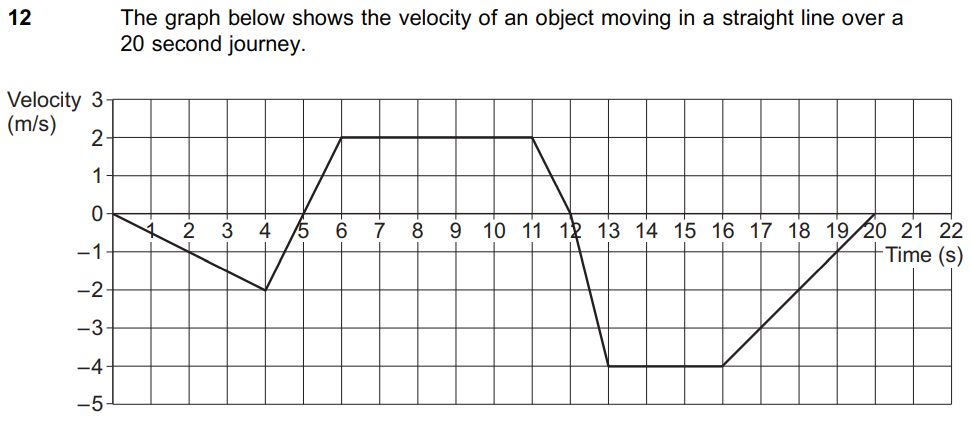 12 The graph below shows the velocity of an object moving in a straight line over a
20 second journey.
Velocity 3
(m/s)
2
1
0
1 2 3 4 5 6 7 8 9 10 11 12 13 14 15 16 17 18 19 20 21 22
–1
Time (s)
–2
–3
–4
–5